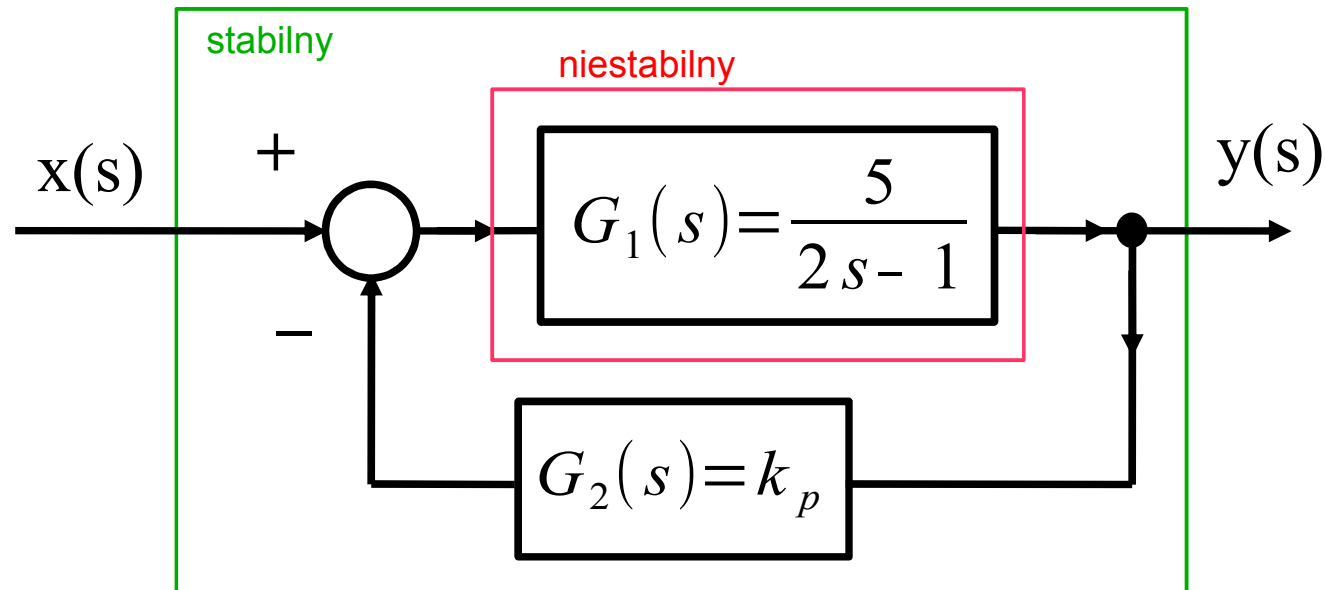 stabilny
niestabilny
x(s)
+
G₁(s)=5/(2s–1)
y(s)
–
G₂(s)=kₚ